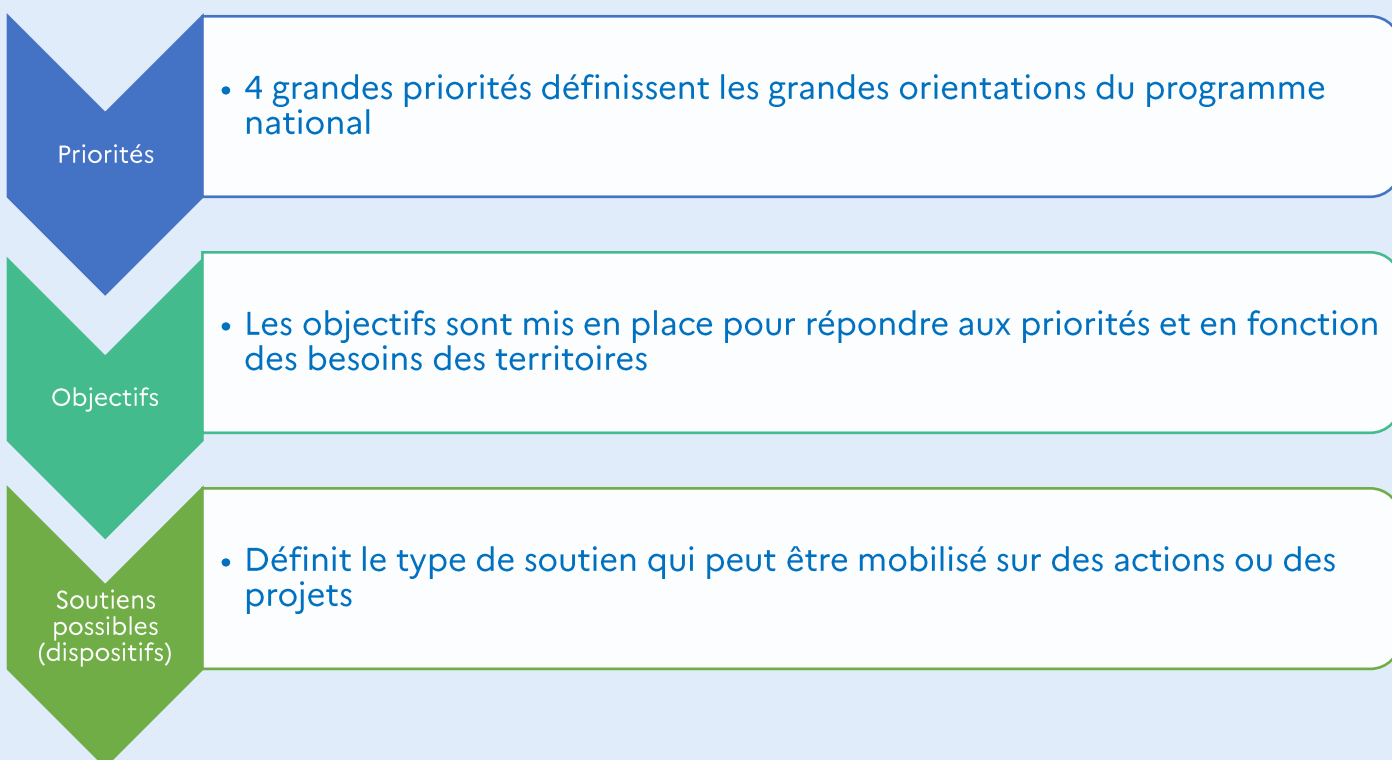 Priorités
• 4 grandes priorités définissent les grandes orientations du programme
national
Objectifs
• Les objectifs sont mis en place pour répondre aux priorités et en fonction
des besoins des territoires
Soutiens
possibles
(dispositifs)
• Définit le type de soutien qui peut être mobilisé sur des actions ou des
projets